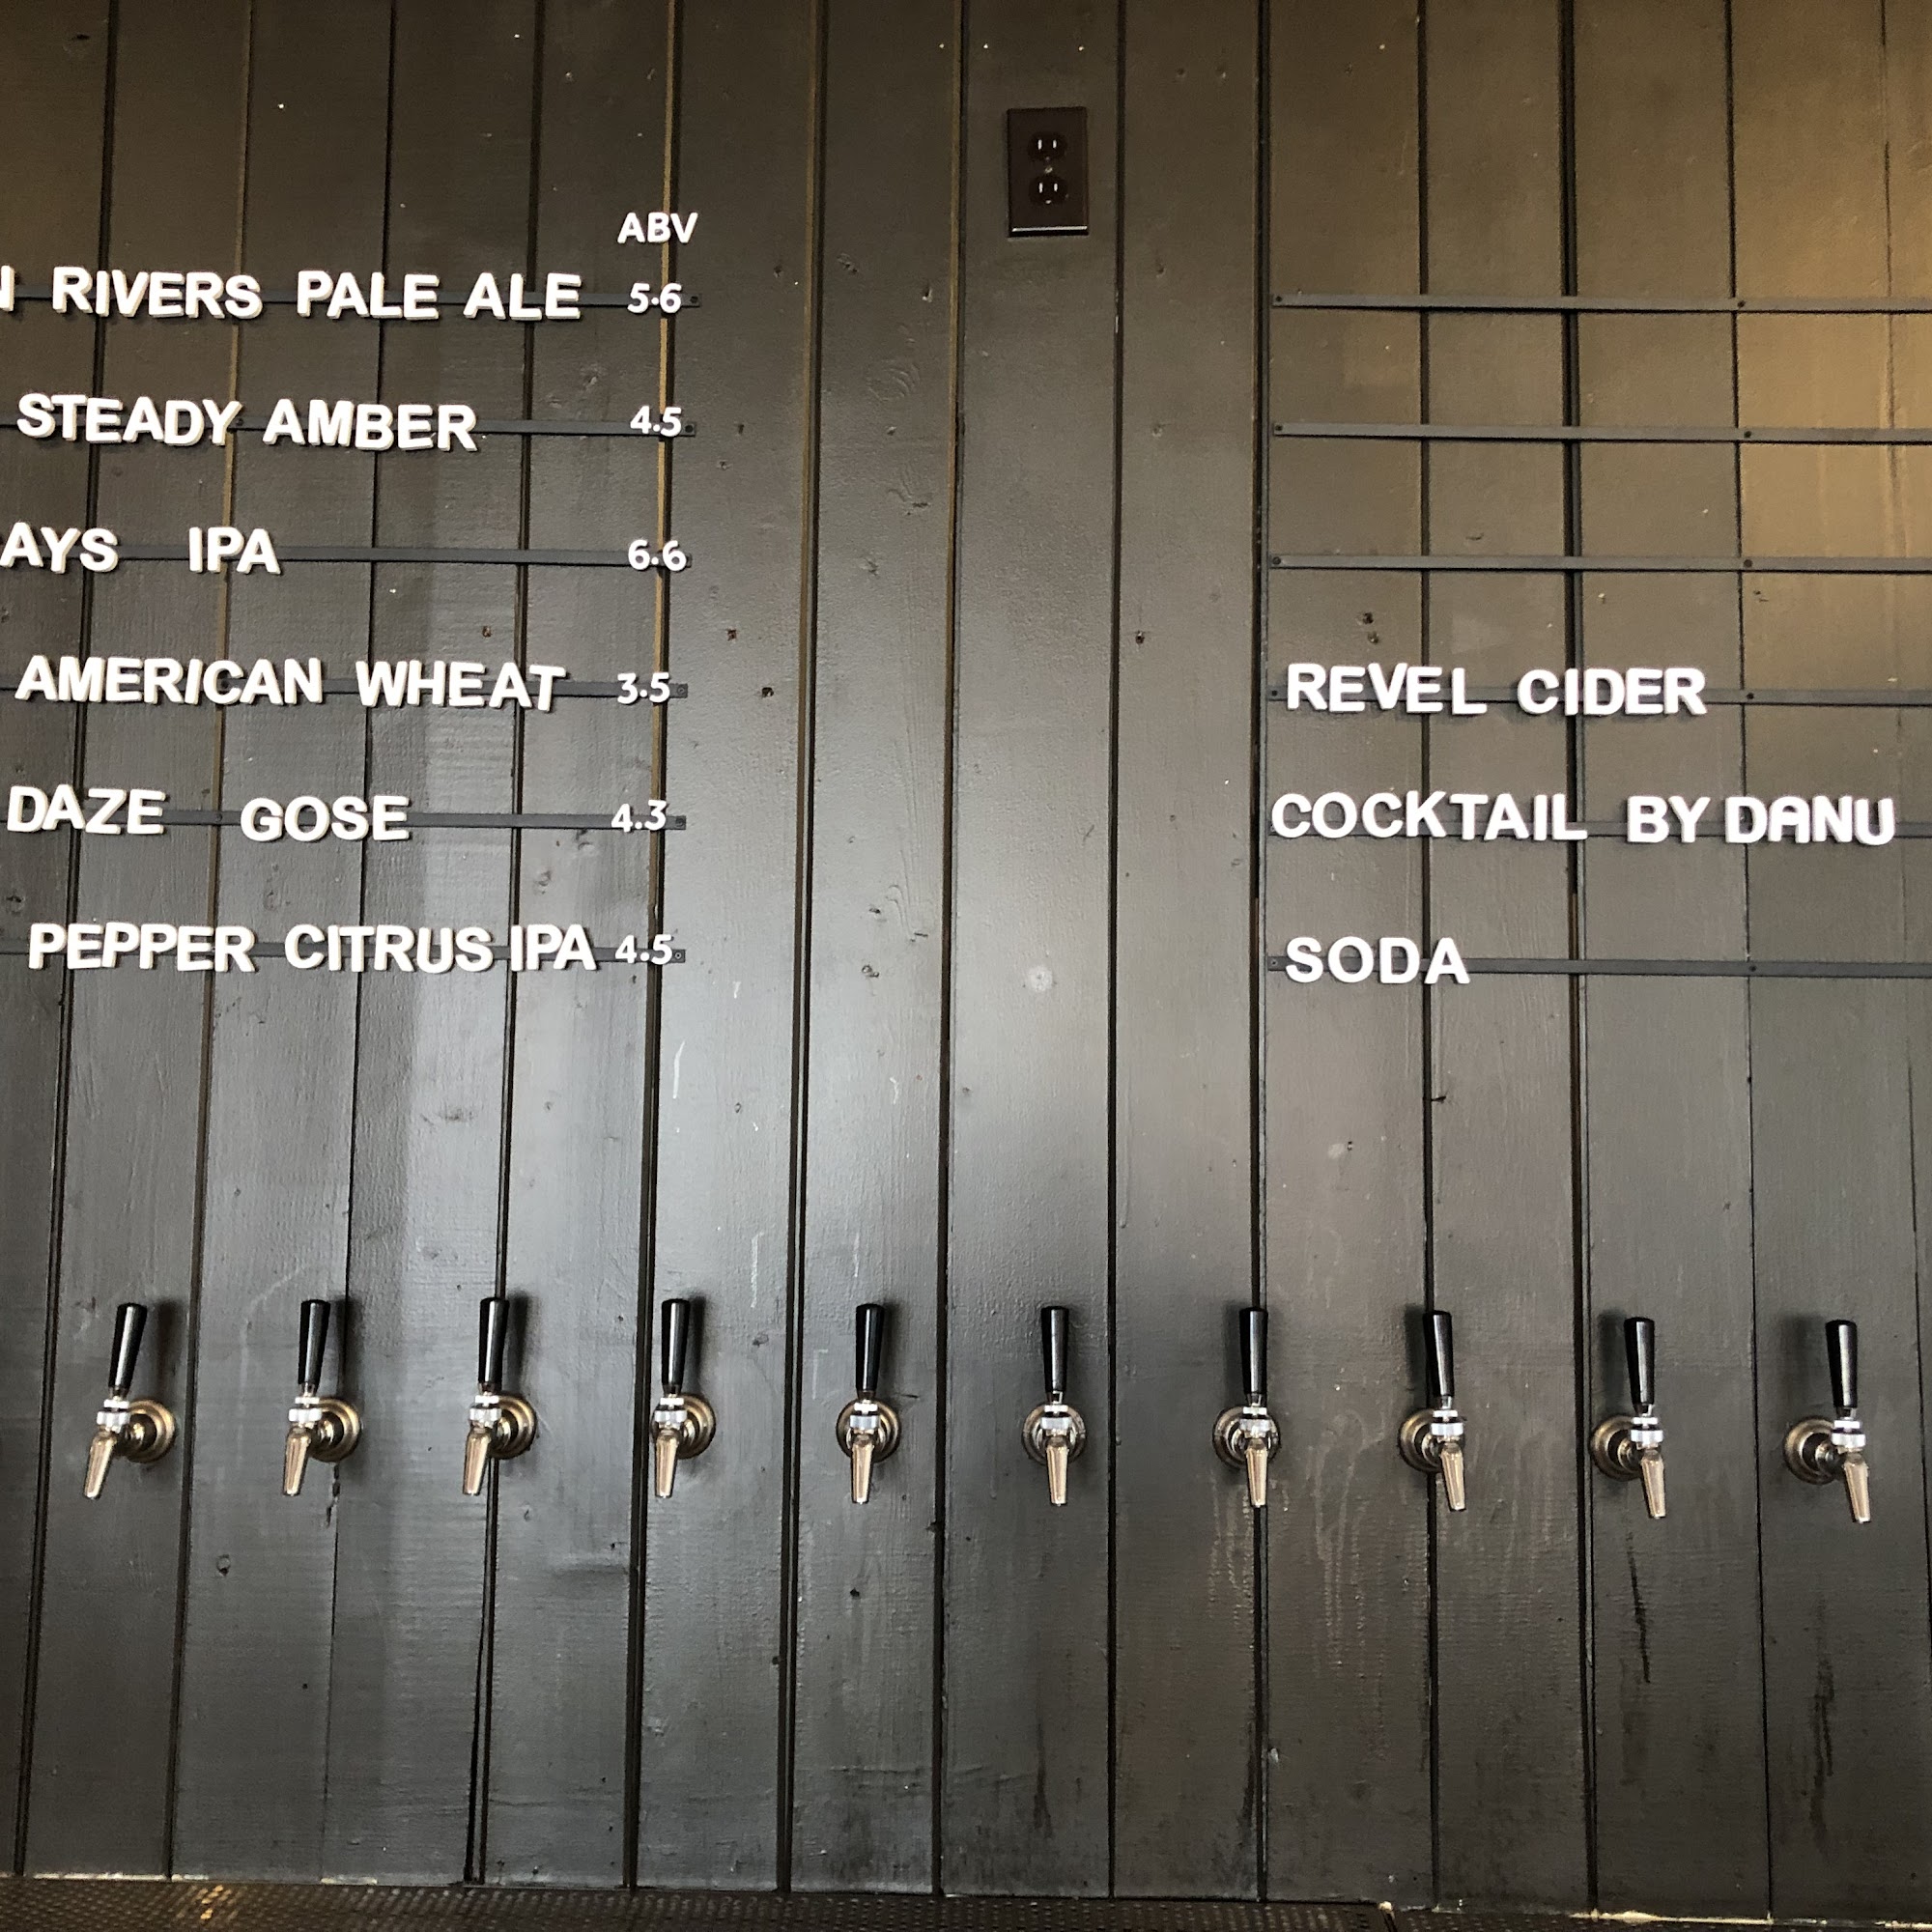 ABV
RIVERS PALE ALE 5.6
STEADY AMBER 4.5
AYS IPA 6.6
AMERICAN WHEAT 3.5
DAZE GOSE 4.3
PEPPER CITRUS IPA 4.5
REVEL CIDER
COCKTAIL BY DANU
SODA